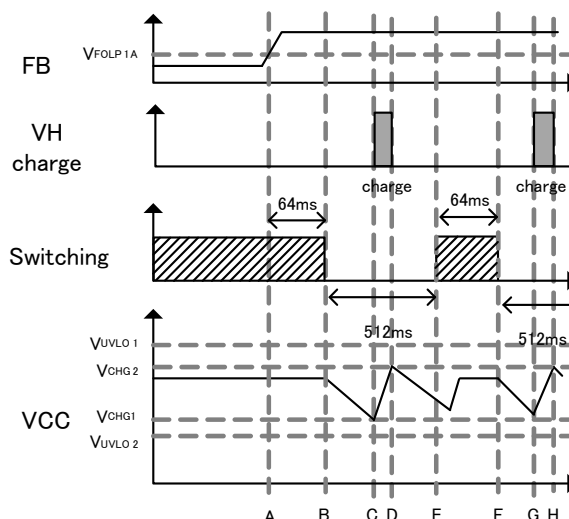 VFOLP1A
FB
VH
charge
charge
charge
64ms
64ms
Switching
512ms
512ms
VUVLO1
VCHG2
VCHG1
VUVLO2
VCC
A B C D E F G H